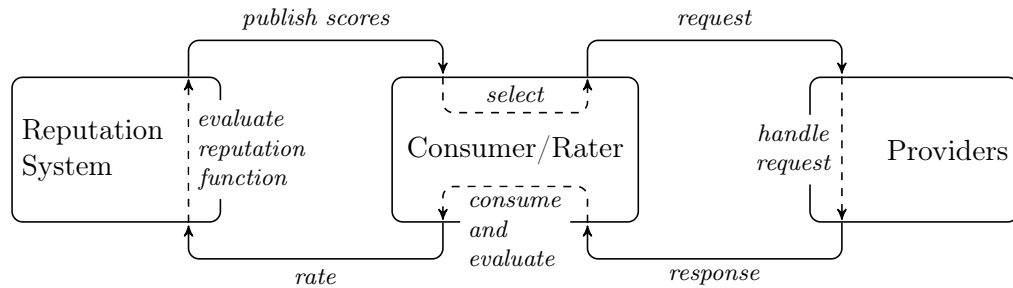 publish scores
request
Reputation
System
evaluate
reputation
function
select
Consumer/Rater
consume
and
evaluate
handle
request
Providers
rate
response